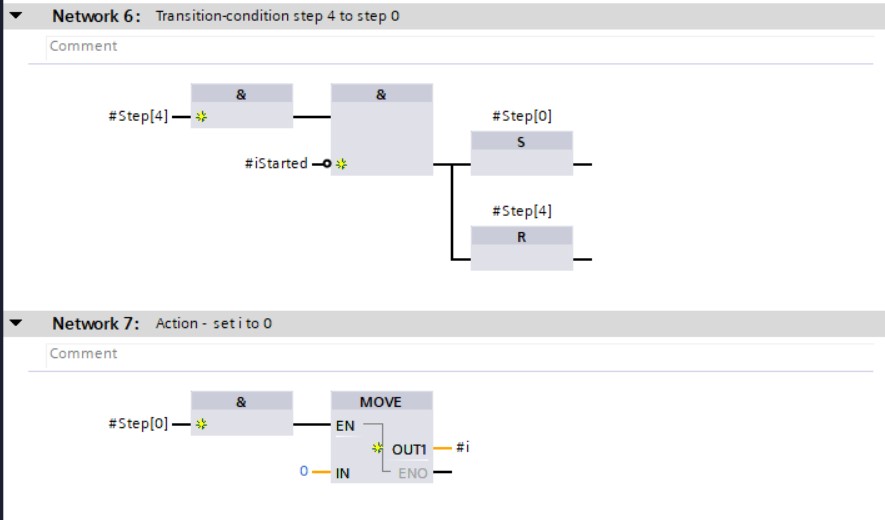 Network 6: Transition-condition step 4 to step 0
Comment
& &
#Step[4] #Step[0]
S
#iStarted
#Step[4]
R
Network 7: Action - set i to 0
Comment
& MOVE
#Step[0] EN
OUT1 #i
0 IN ENO